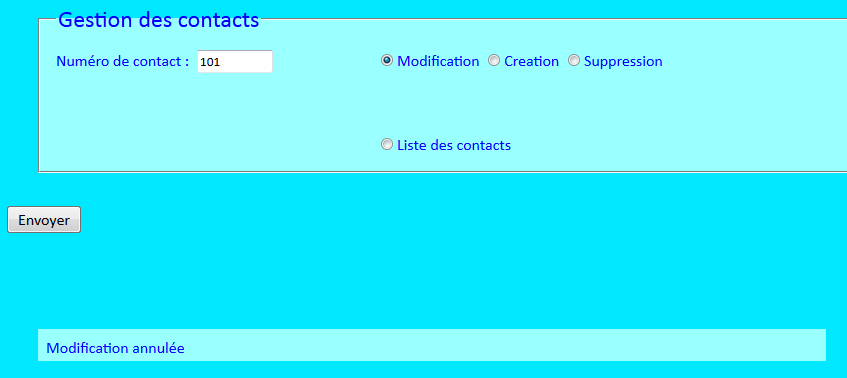 Gestion des contacts
Numéro de contact : 101 Modification Creation Suppression
Liste des contacts
Envoyer
Modification annulée